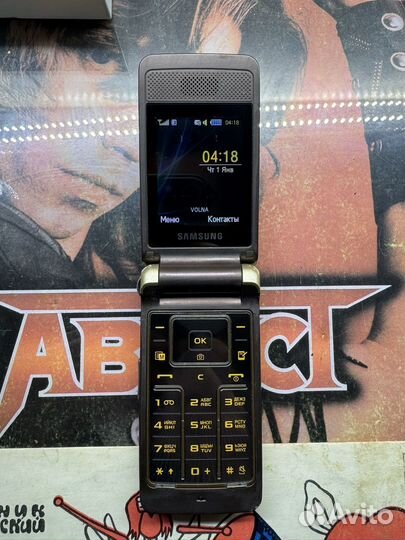 04:18
04:18
Чт 1 Янв
VOLNA
Меню Контакты
SAMSUNG
АВГУСТ
OK
C
1 2 АБВГ ABC 3 ДЕЖЗ DEF
4 ИЙКЛ GHI 5 МНОП JKL 6 РСТУ MNO
7 ФХЦЧ PQRS 8 ШЩЪЫ TUV 9 ЬЭЮЯ WXYZ
* 0 + #
НИК
СКИЙ
Avito